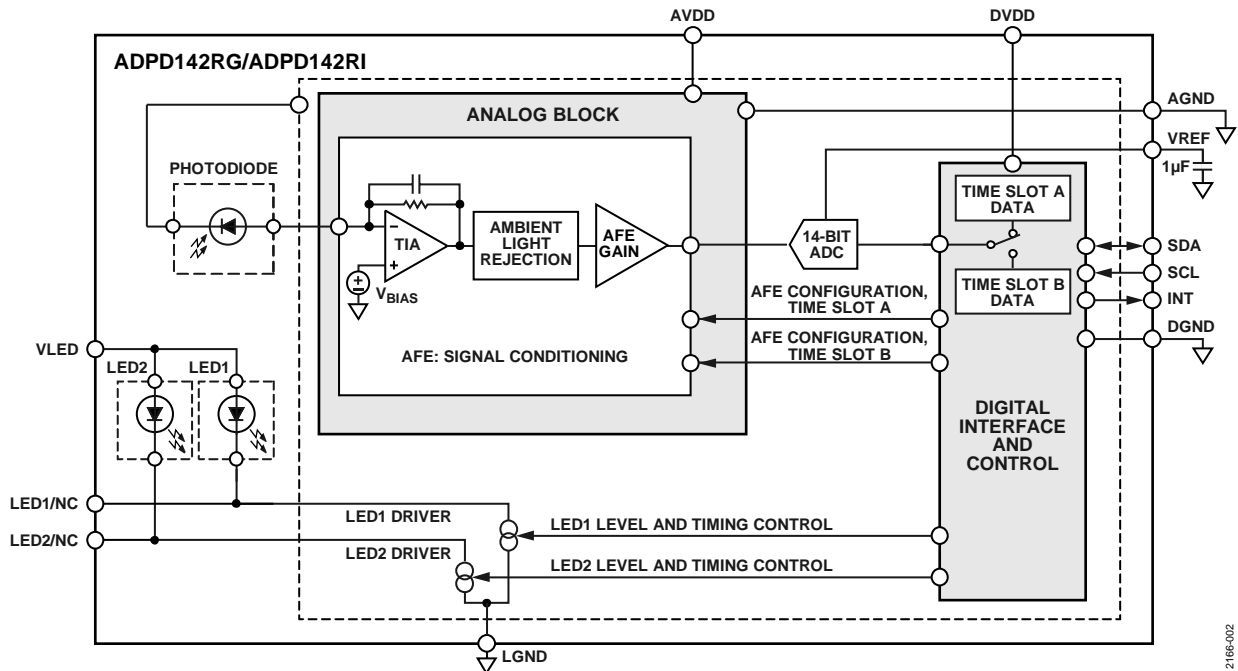 AVDD
DVDD
ADPD142RG/ADPD142RI
ANALOG BLOCK
AGND
VREF
1µF
PHOTODIODE
TIME SLOT A
DATA
TIA
AMBIENT
LIGHT
REJECTION
AFE
GAIN
14-BIT
ADC
VBIAS
TIME SLOT B
DATA
SDA
SCL
INT
DGND
AFE CONFIGURATION,
TIME SLOT A
AFE CONFIGURATION,
TIME SLOT B
AFE: SIGNAL CONDITIONING
VLED
LED2
LED1
DIGITAL
INTERFACE
AND
CONTROL
LED1/NC
LED2/NC
LED1 DRIVER
LED1 LEVEL AND TIMING CONTROL
LED2 DRIVER
LED2 LEVEL AND TIMING CONTROL
LGND
2166-002